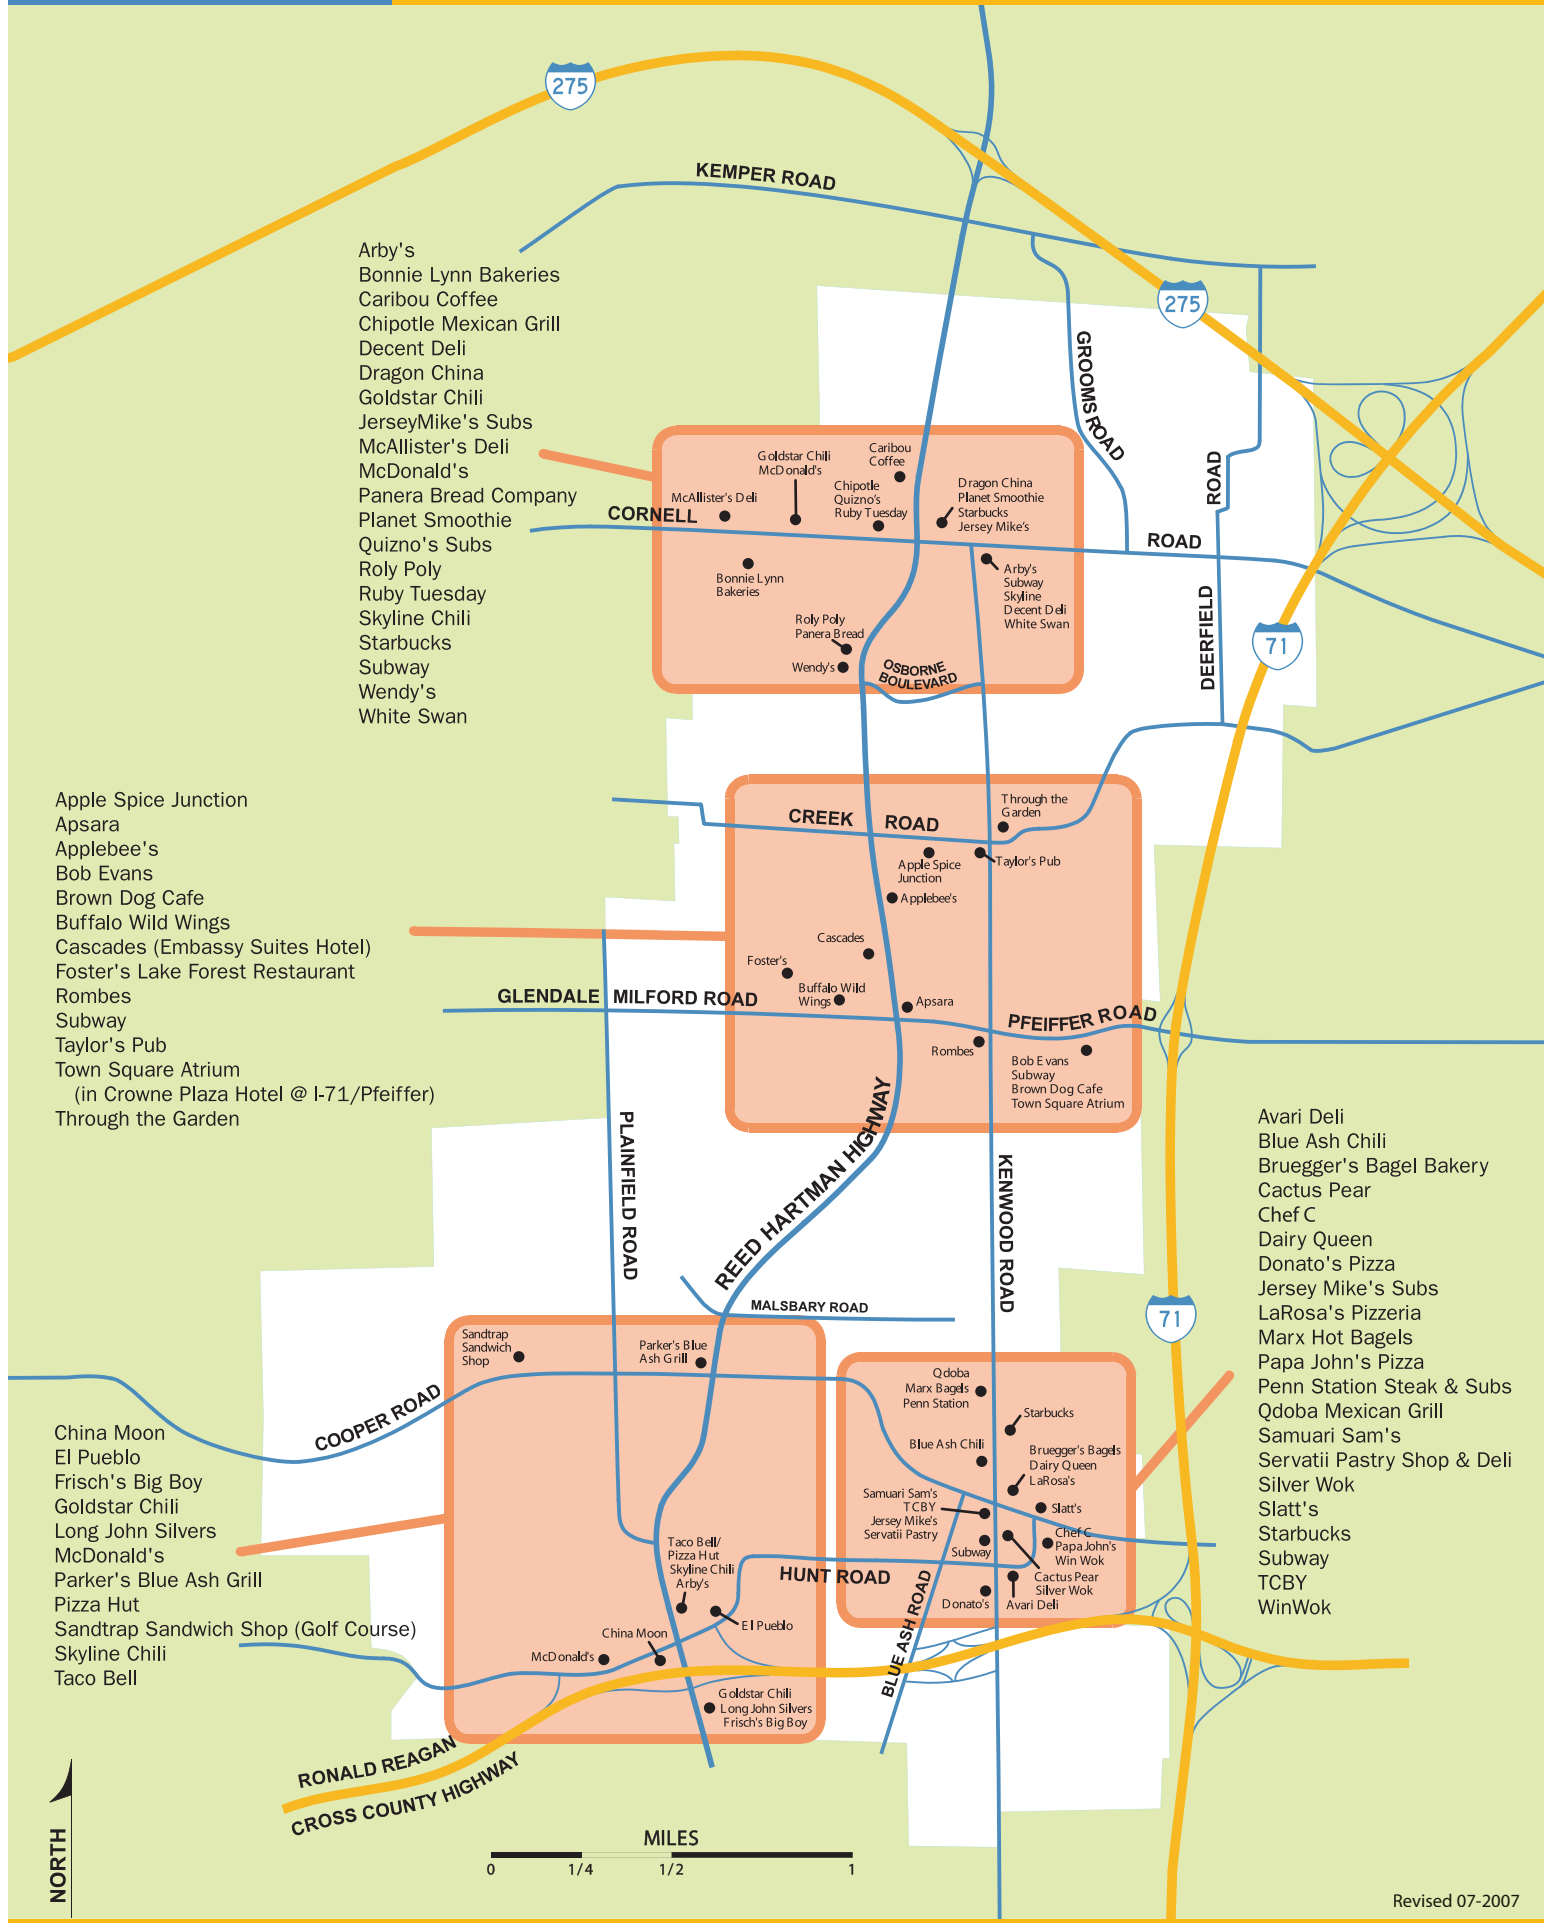 275
KEMPER ROAD
275
Arby's
Bonnie Lynn Bakeries
Caribou Coffee
Chipotle Mexican Grill
Decent Deli
Dragon China
Goldstar Chili
JerseyMike's Subs
McAllister's Deli
McDonald's
Panera Bread Company
Planet Smoothie
Quizno's Subs
Roly Poly
Ruby Tuesday
Skyline Chili
Starbucks
Subway
Wendy's
White Swan
GROOMS ROAD
DEERFIELD ROAD
71
CORNELL ROAD
McAllister's Deli
Goldstar Chili
McDonald's
Caribou
Coffee
Chipotle
Quizno's
Ruby Tuesday
Dragon China
Planet Smoothie
Starbucks
Jersey Mike's
Bonnie Lynn
Bakeries
Arby's
Subway
Skyline
Decent Deli
White Swan
Roly Poly
Panera Bread
Wendy's
OSBORNE
BOULEVARD
Apple Spice Junction
Apsara
Applebee's
Bob Evans
Brown Dog Cafe
Buffalo Wild Wings
Cascades (Embassy Suites Hotel)
Foster's Lake Forest Restaurant
Rombes
Subway
Taylor's Pub
Town Square Atrium
(in Crowne Plaza Hotel @ I-71/Pfeiffer)
Through the Garden
CREEK ROAD
Through the
Garden
Apple Spice
Junction
Taylor's Pub
Applebee's
Cascades
Foster's
Buffalo Wild
Wings
Apsara
GLENDALE MILFORD ROAD
PFEIFFER ROAD
Rombes
Bob Evans
Subway
Brown Dog Cafe
Town Square Atrium
PLAINFIELD ROAD
REED HARTMAN HIGHWAY
KENWOOD ROAD
MALSBARY ROAD
71
Avari Deli
Blue Ash Chili
Bruegger's Bagel Bakery
Cactus Pear
Chef C
Dairy Queen
Donato's Pizza
Jersey Mike's Subs
LaRosa's Pizzeria
Marx Hot Bagels
Papa John's Pizza
Penn Station Steak & Subs
Qdoba Mexican Grill
Samuari Sam's
Servatii Pastry Shop & Deli
Silver Wok
Slatt's
Starbucks
Subway
TCBY
WinWok
COOPER ROAD
Sandtrap
Sandwich
Shop
Parker's Blue
Ash Grill
Qdoba
Marx Bagels
Penn Station
Starbucks
Blue Ash Chili
Bruegger's Bagels
Dairy Queen
LaRosa's
Samuari Sam's
TCBY
Jersey Mike's
Servatii Pastry
Slatt's
Subway
Chef C
Papa John's
Win Wok
Cactus Pear
Silver Wok
Donato's
Avari Deli
HUNT ROAD
BLUE ASH ROAD
China Moon
El Pueblo
Frisch's Big Boy
Goldstar Chili
Long John Silvers
McDonald's
Parker's Blue Ash Grill
Pizza Hut
Sandtrap Sandwich Shop (Golf Course)
Skyline Chili
Taco Bell
Taco Bell/
Pizza Hut
Skyline Chili
Arby's
El Pueblo
China Moon
McDonald's
Goldstar Chili
Long John Silvers
Frisch's Big Boy
RONALD REAGAN
CROSS COUNTY HIGHWAY
NORTH
MILES
0 1/4 1/2 1
Revised 07-2007